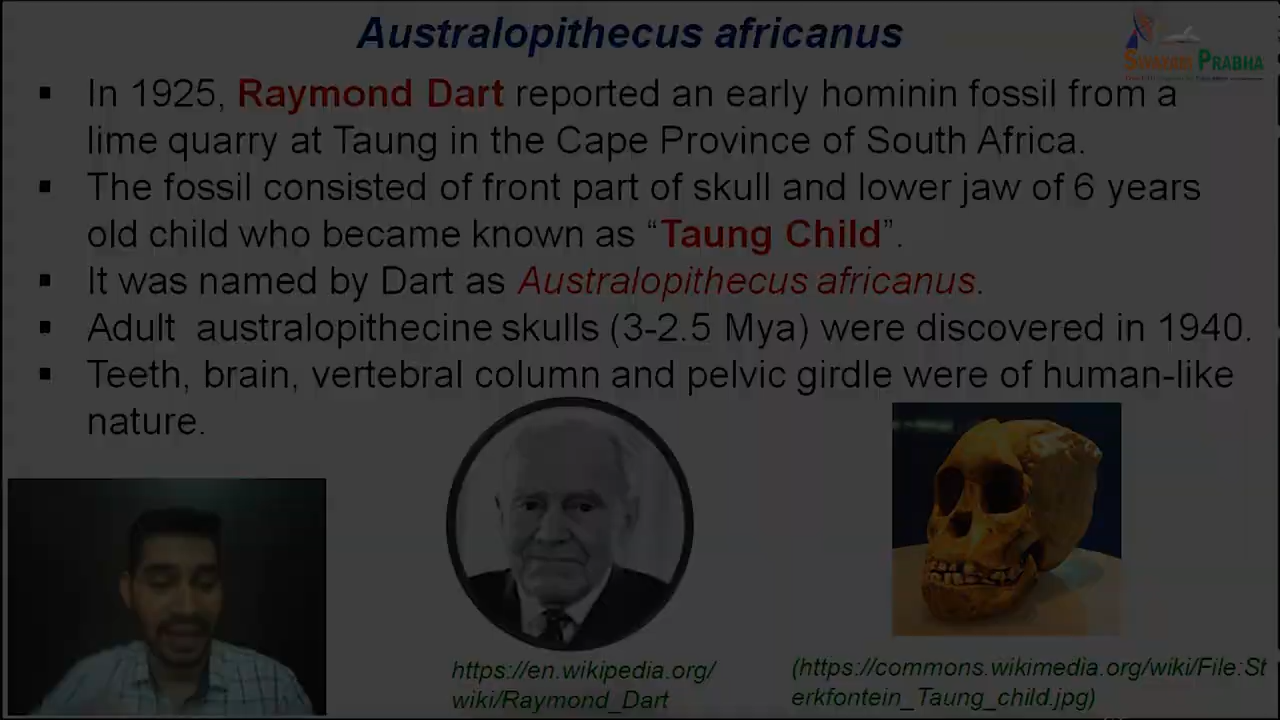 Australopithecus africanus
SWAYAM PRABHA
▪ In 1925, Raymond Dart reported an early hominin fossil from a
lime quarry at Taung in the Cape Province of South Africa.
▪ The fossil consisted of front part of skull and lower jaw of 6 years
old child who became known as “Taung Child”.
▪ It was named by Dart as Australopithecus africanus.
▪ Adult australopithecine skulls (3-2.5 Mya) were discovered in 1940.
▪ Teeth, brain, vertebral column and pelvic girdle were of human-like
nature.
https://en.wikipedia.org/
wiki/Raymond_Dart
(https://commons.wikimedia.org/wiki/File:St
erkfontein_Taung_child.jpg)